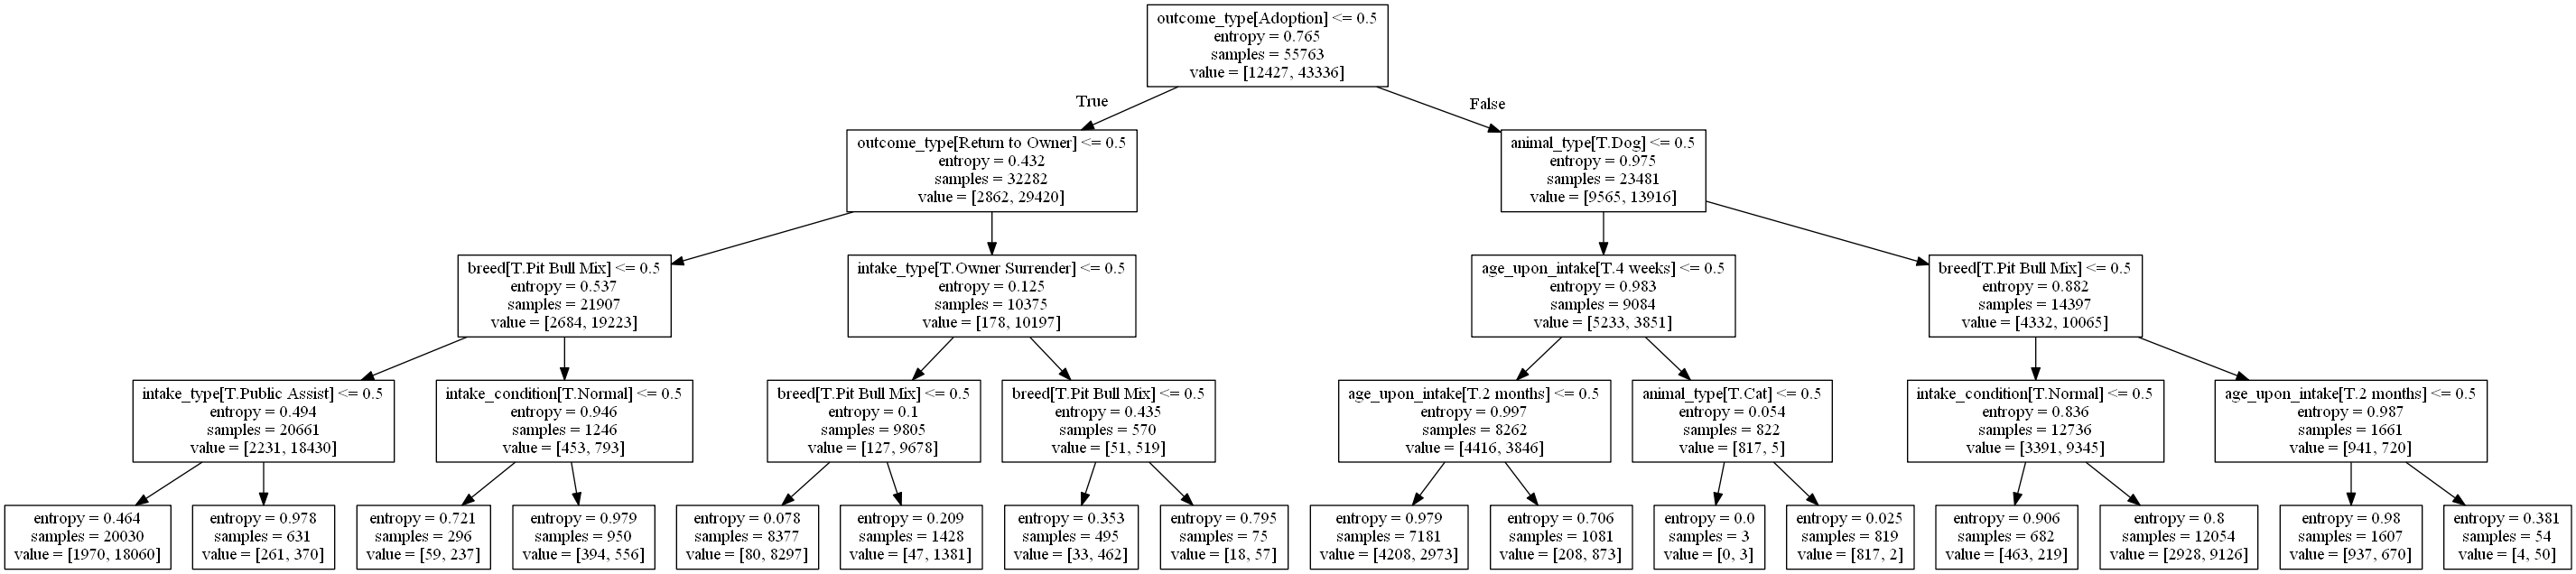 outcome_type[Adoption] <= 0.5
entropy = 0.765
samples = 55763
value = [12427, 43336]
True
False
outcome_type[Return to Owner] <= 0.5
entropy = 0.432
samples = 32282
value = [2862, 29420]
animal_type[T.Dog] <= 0.5
entropy = 0.975
samples = 23481
value = [9565, 13916]
breed[T.Pit Bull Mix] <= 0.5
entropy = 0.537
samples = 21907
value = [2684, 19223]
intake_type[T.Owner Surrender] <= 0.5
entropy = 0.125
samples = 10375
value = [178, 10197]
age_upon_intake[T.4 weeks] <= 0.5
entropy = 0.983
samples = 9084
value = [5233, 3851]
breed[T.Pit Bull Mix] <= 0.5
entropy = 0.882
samples = 14397
value = [4332, 10065]
intake_type[T.Public Assist] <= 0.5
entropy = 0.494
samples = 20661
value = [2231, 18430]
intake_condition[T.Normal] <= 0.5
entropy = 0.946
samples = 1246
value = [453, 793]
breed[T.Pit Bull Mix] <= 0.5
entropy = 0.1
samples = 9805
value = [127, 9678]
breed[T.Pit Bull Mix] <= 0.5
entropy = 0.435
samples = 570
value = [51, 519]
age_upon_intake[T.2 months] <= 0.5
entropy = 0.997
samples = 8262
value = [4416, 3846]
animal_type[T.Cat] <= 0.5
entropy = 0.054
samples = 822
value = [817, 5]
intake_condition[T.Normal] <= 0.5
entropy = 0.836
samples = 12736
value = [3391, 9345]
age_upon_intake[T.2 months] <= 0.5
entropy = 0.987
samples = 1661
value = [941, 720]
entropy = 0.464
samples = 20030
value = [1970, 18060]
entropy = 0.978
samples = 631
value = [261, 370]
entropy = 0.721
samples = 296
value = [59, 237]
entropy = 0.979
samples = 950
value = [394, 556]
entropy = 0.078
samples = 8377
value = [80, 8297]
entropy = 0.209
samples = 1428
value = [47, 1381]
entropy = 0.353
samples = 495
value = [33, 462]
entropy = 0.795
samples = 75
value = [18, 57]
entropy = 0.979
samples = 7181
value = [4208, 2973]
entropy = 0.706
samples = 1081
value = [208, 873]
entropy = 0.0
samples = 3
value = [0, 3]
entropy = 0.025
samples = 819
value = [817, 2]
entropy = 0.906
samples = 682
value = [463, 219]
entropy = 0.8
samples = 12054
value = [2928, 9126]
entropy = 0.98
samples = 1607
value = [937, 670]
entropy = 0.381
samples = 54
value = [4, 50]